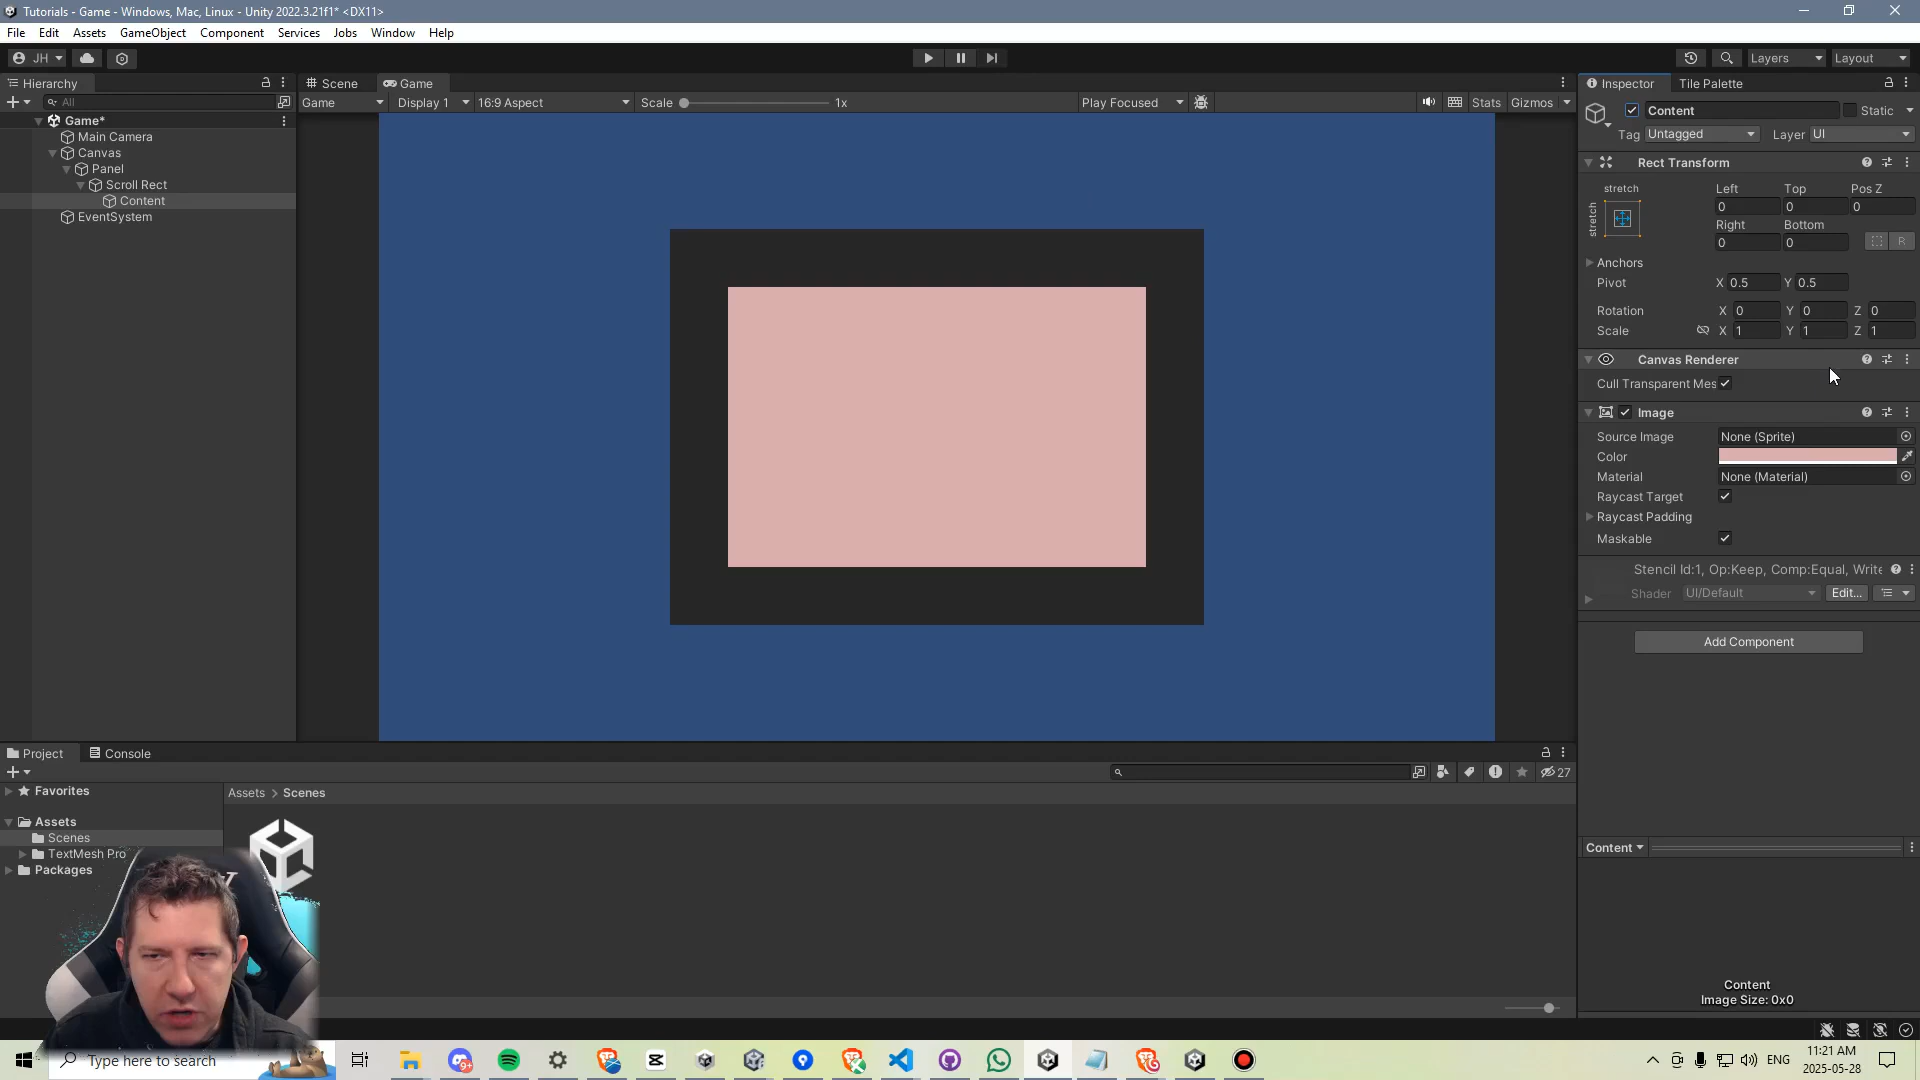 Tutorials - Game - Windows, Mac, Linux - Unity 2022.3.21f1* <DX11>
File Edit Assets GameObject Component Services Jobs Window Help
JH Layers Layout
Hierarchy Scene Game Inspector Tile Palette
All Game Display 1 16:9 Aspect Scale 1x Play Focused Stats Gizmos
Game*
Main Camera
Canvas
Panel
Scroll Rect
Content
EventSystem
Content Static
Tag Untagged Layer UI
Rect Transform
stretch Left Top Pos Z
stretch 0 0 0
Right Bottom
0 0 R
Anchors
Pivot X 0.5 Y 0.5
Rotation X 0 Y 0 Z 0
Scale X 1 Y 1 Z 1
Canvas Renderer
Cull Transparent Mes
Image
Source Image None (Sprite)
Color
Material None (Material)
Raycast Target
Raycast Padding
Maskable
Stencil Id:1, Op:Keep, Comp:Equal, Write
Shader UI/Default Edit...
Add Component
Project Console
27
Favorites Assets > Scenes
Assets
Scenes
TextMesh Pro
Packages
Content
Content
Image Size: 0x0
Type here to search
9+
ENG 11:21 AM
2025-05-28